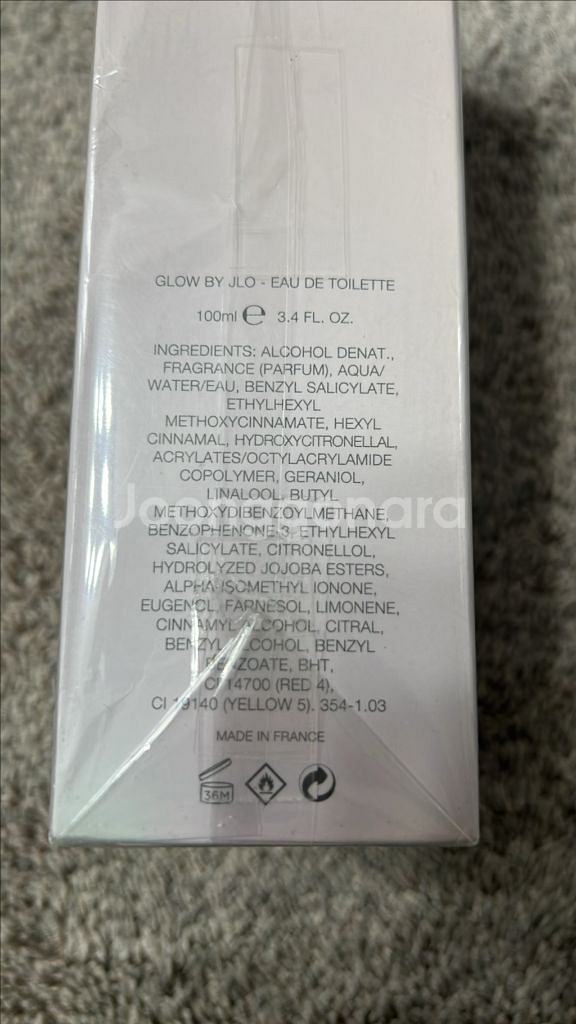 GLOW BY JLO - EAU DE TOILETTE
100ml e 3.4 FL. OZ.
INGREDIENTS: ALCOHOL DENAT.,
FRAGRANCE (PARFUM), AQUA/
WATER/EAU, BENZYL SALICYLATE,
ETHYLHEXYL
METHOXYCINNAMATE, HEXYL
CINNAMAL, HYDROXYCITRONELLAL,
ACRYLATES/OCTYLACRYLAMIDE
COPOLYMER, GERANIOL,
LINALOOL, BUTYL
METHOXYDIBENZOYLMETHANE,
BENZOPHENONE-3, ETHYLHEXYL
SALICYLATE, CITRONELLOL,
HYDROLYZED JOJOBA ESTERS,
ALPHA-ISOMETHYL IONONE,
EUGENOL, FARNESOL, LIMONENE,
CINNAMYL ALCOHOL, CITRAL,
BENZYL ALCOHOL, BENZYL
BENZOATE, BHT,
CI 14700 (RED 4),
CI 19140 (YELLOW 5). 354-1.03
MADE IN FRANCE
36M